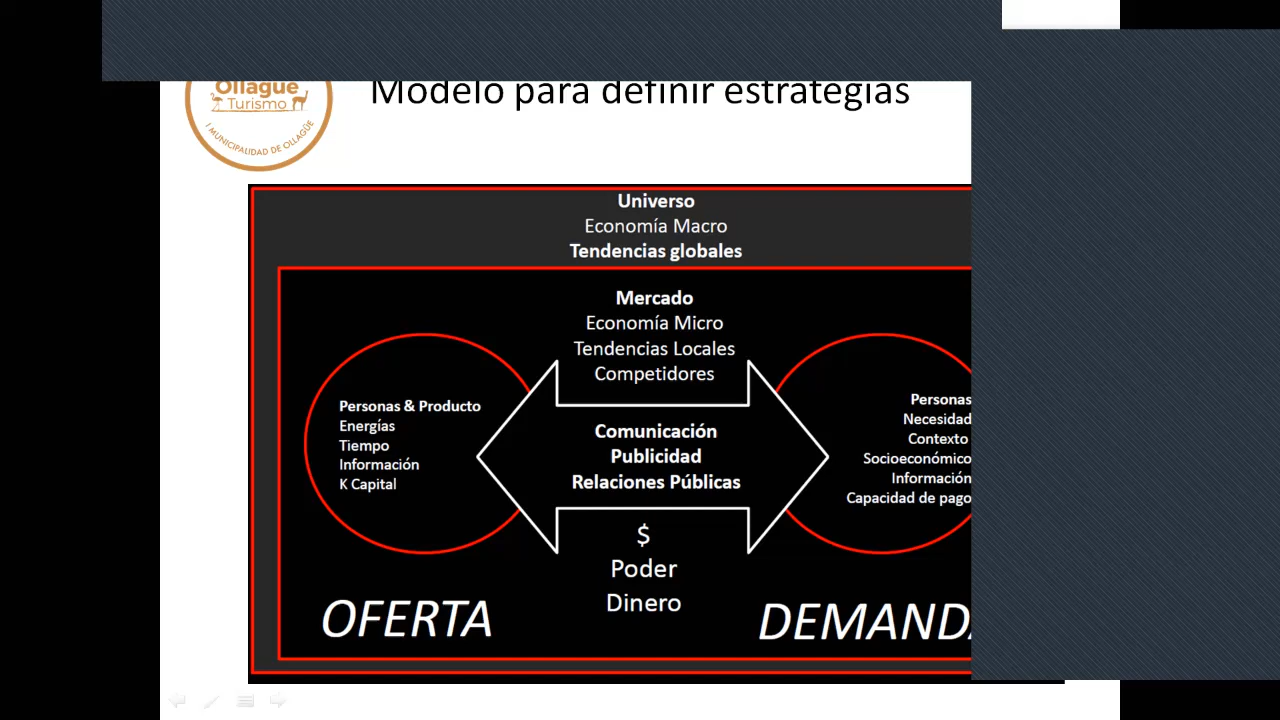 Modelo para definir estrategias
Ollagüe
Turismo
I MUNICIPALIDAD DE OLLAGÜE
Universo
Economía Macro
Tendencias globales
Mercado
Economía Micro
Tendencias Locales
Competidores
Personas & Producto
Energías
Tiempo
Información
K Capital
Comunicación
Publicidad
Relaciones Públicas
Personas
Necesidad
Contexto
Socioeconómico
Información
Capacidad de pago
$
Poder
Dinero
OFERTA
DEMANDA